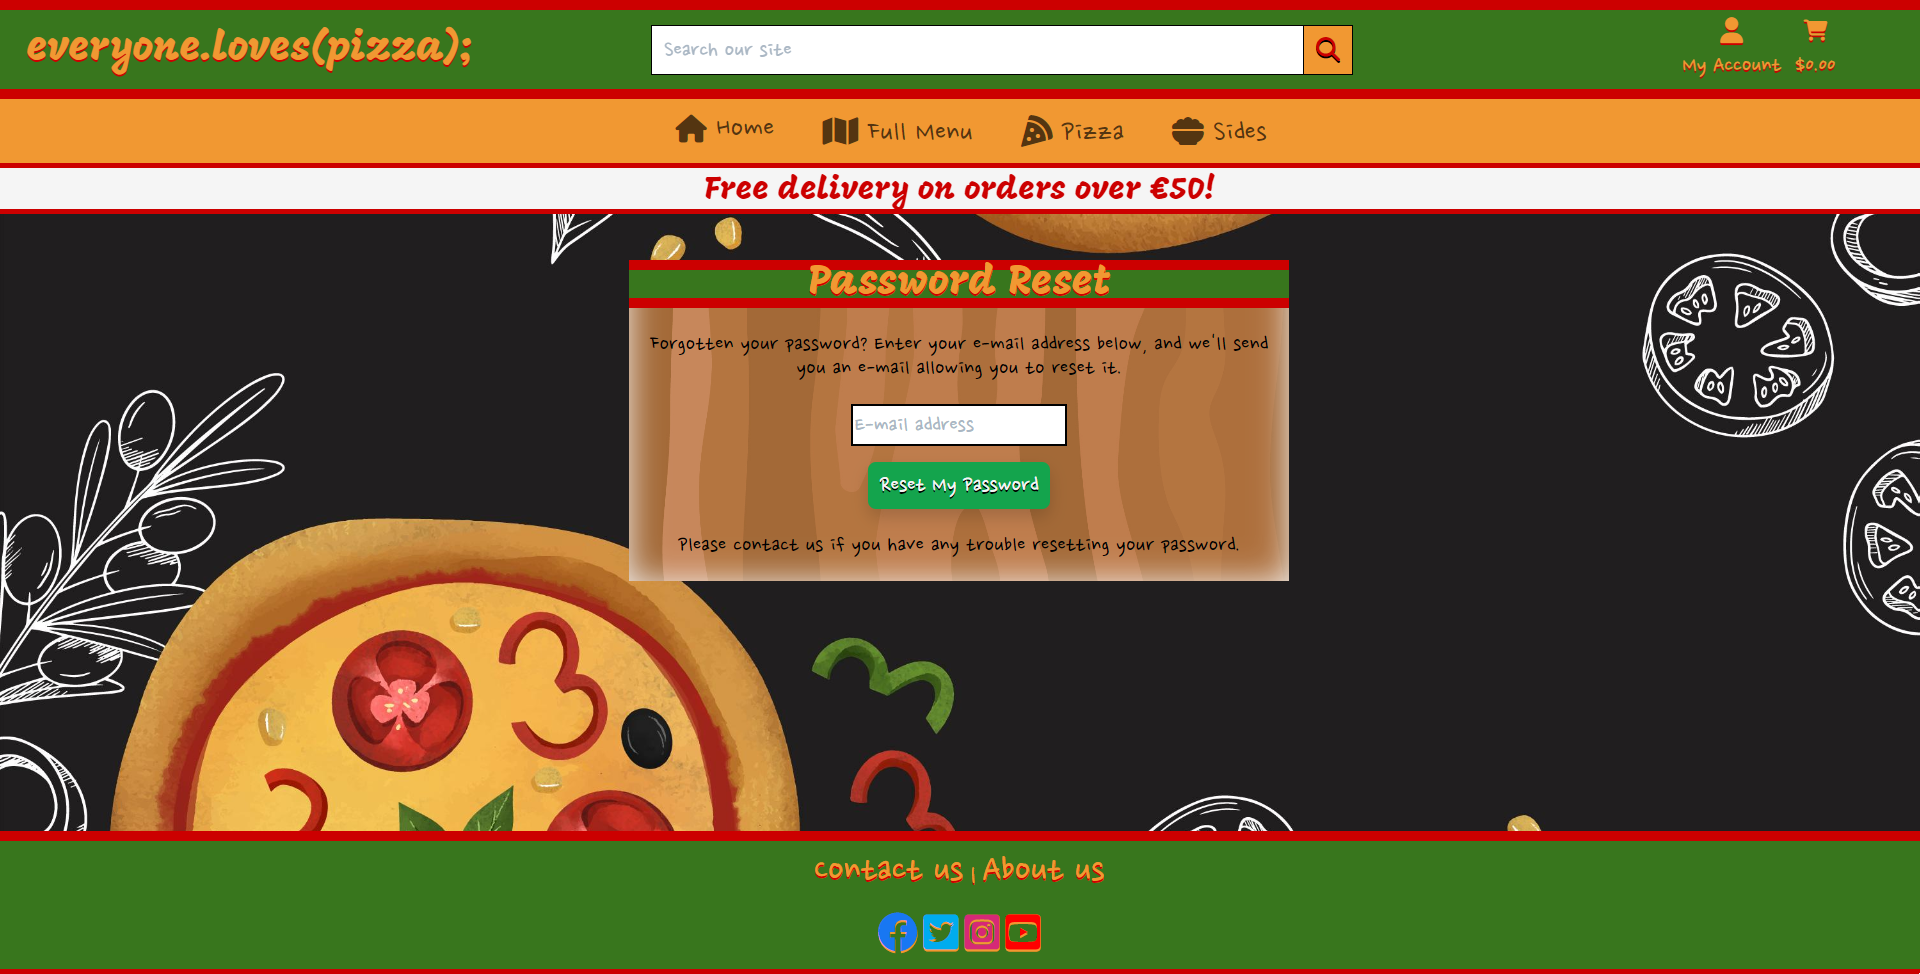 everyone.loves(pizza);
Search our site
My Account
$0.00
Home
Full Menu
Pizza
Sides
Free delivery on orders over €50!
Password Reset
Forgotten your password? Enter your e-mail address below, and we'll send
you an e-mail allowing you to reset it.
E-mail address
Reset My Password
Please contact us if you have any trouble resetting your password.
Contact us | About us